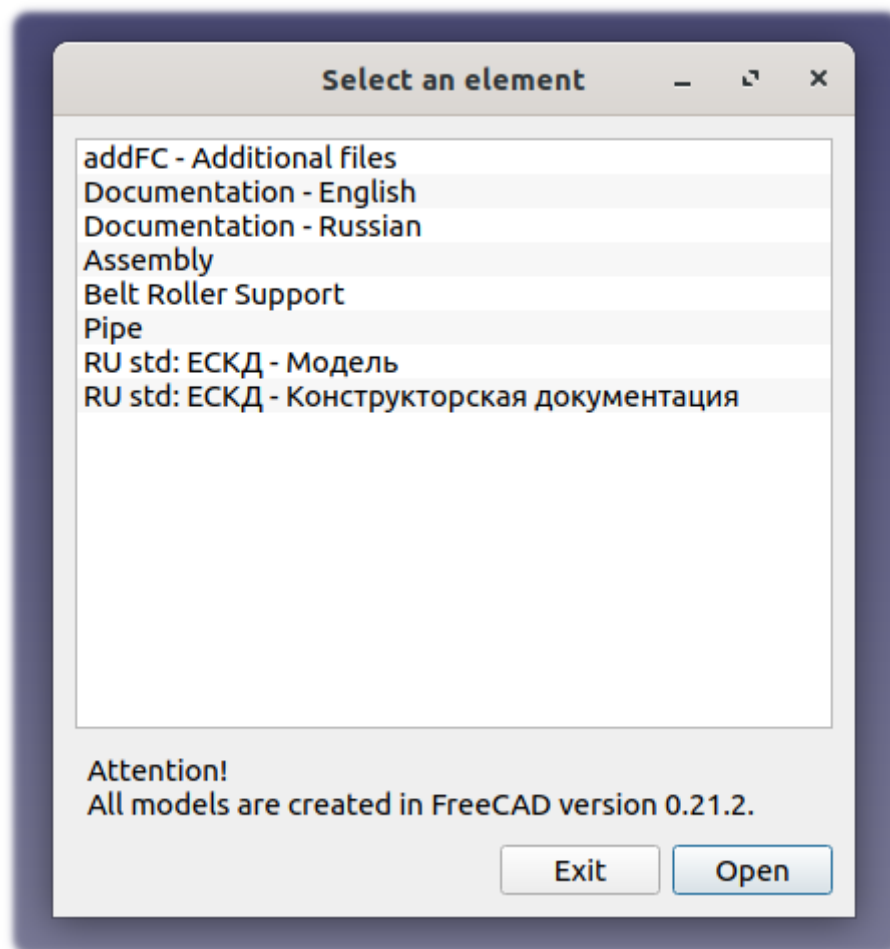 Select an element
addFC - Additional files
Documentation - English
Documentation - Russian
Assembly
Belt Roller Support
Pipe
RU std: ЕСКД - Модель
RU std: ЕСКД - Конструкторская документация
Attention!
All models are created in FreeCAD version 0.21.2.
Exit Open